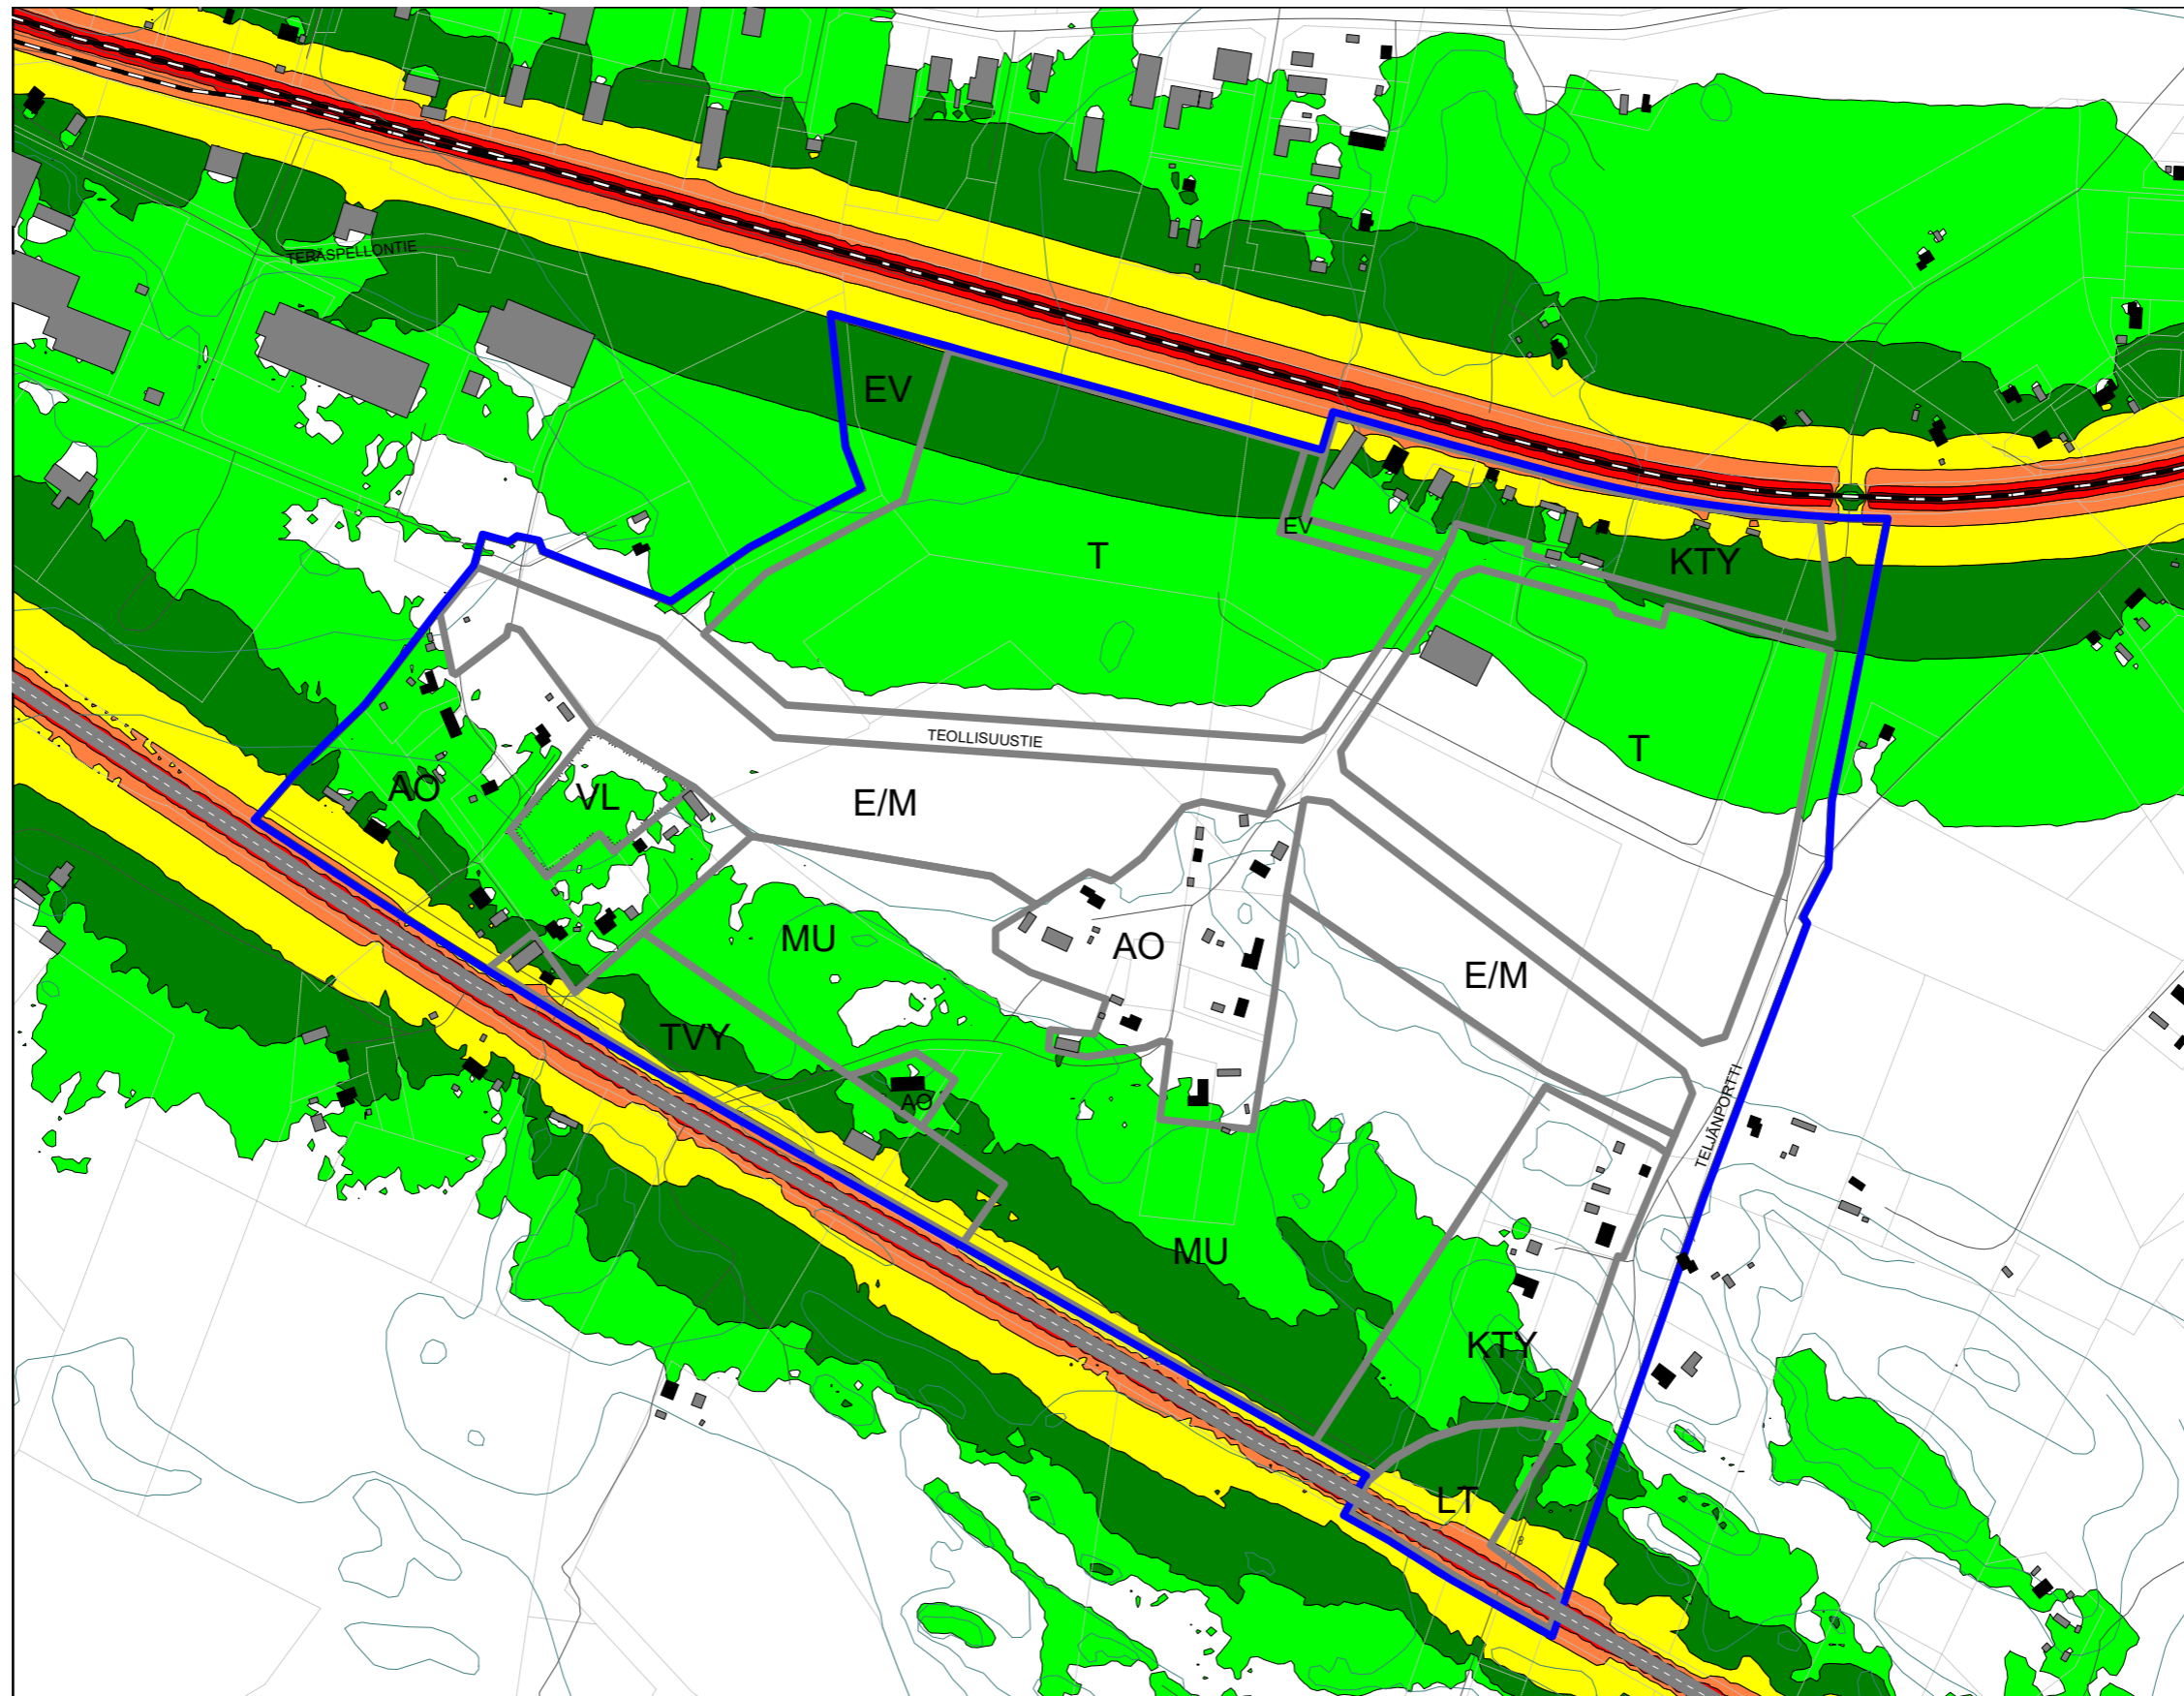 TERÄSPELLONTIE
EV
EV
T
KTY
TEOLLISUUSTIE
T
AO
VL
E/M
MU
AO
E/M
TVY
AO
TELJÄNPORTTI
MU
KTY
LT